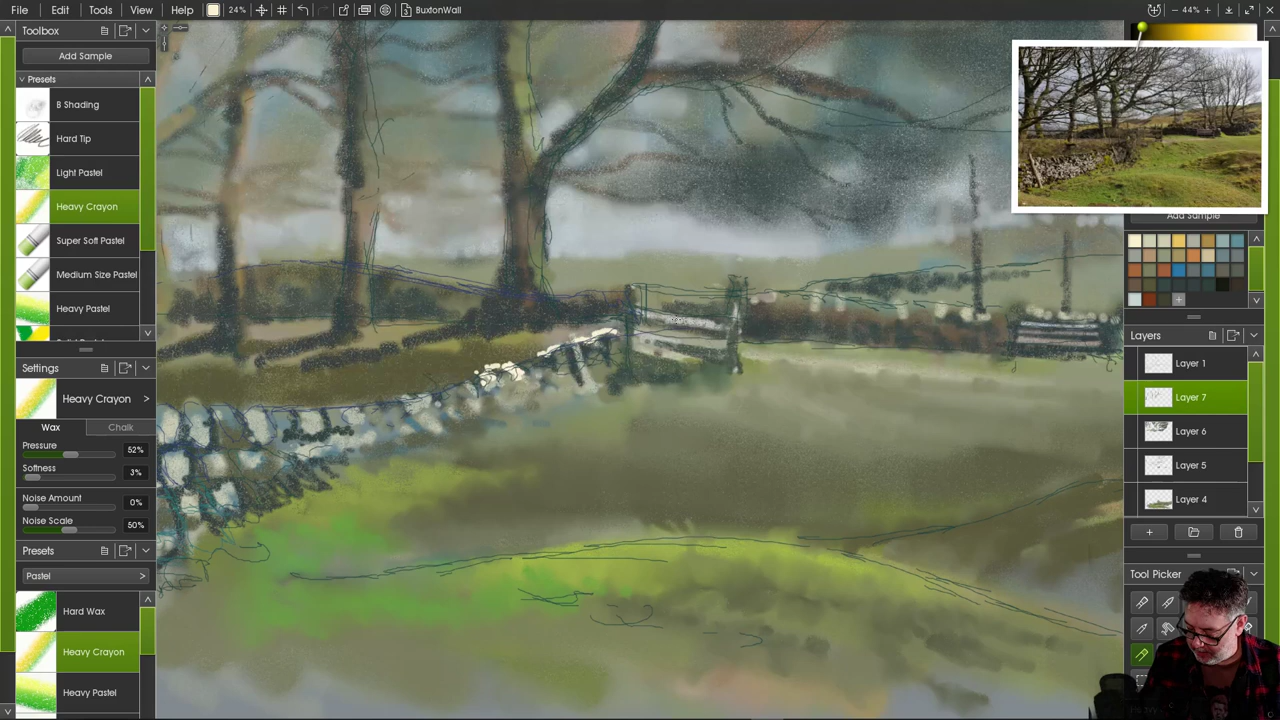 File Edit Tools View Help 24% BuxtonWall 44%
Toolbox
Add Sample
Presets
B Shading
Hard Tip
Light Pastel
Heavy Crayon
Super Soft Pastel
Medium Size Pastel
Heavy Pastel
Settings
Heavy Crayon >
Wax Chalk
Pressure 52%
Softness 3%
Noise Amount 0%
Noise Scale 50%
Presets
Pastel >
Hard Wax
Heavy Crayon
Heavy Pastel
Add Sample
Layers
Layer 1
Layer 7
Layer 6
Layer 5
Layer 4
Tool Picker